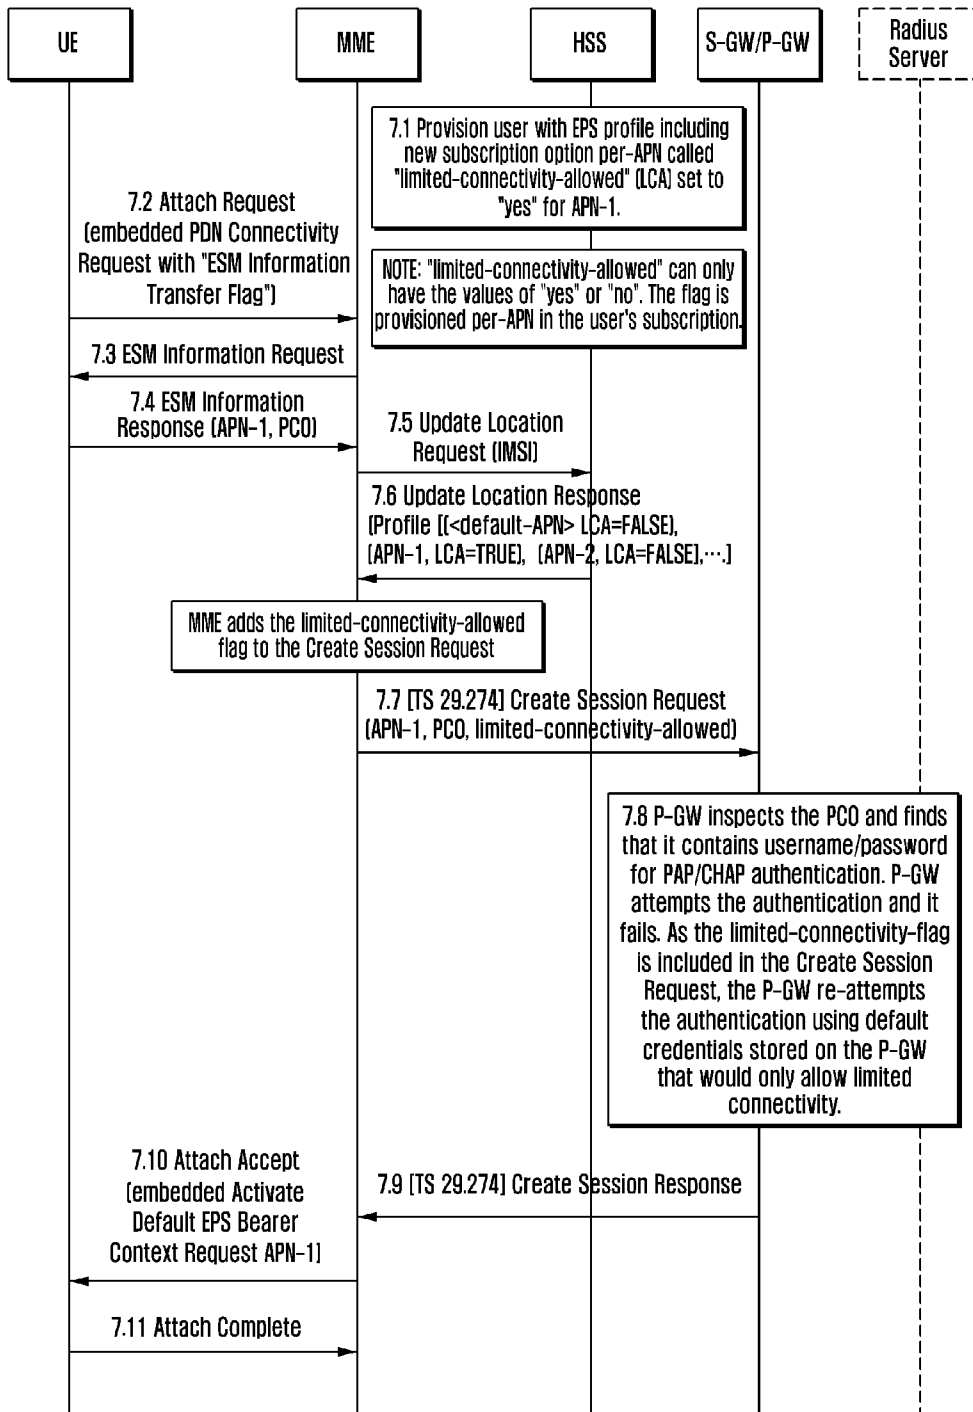 UE
MME
HSS
S-GW/P-GW
Radius
Server
7.1 Provision user with EPS profile including
new subscription option per-APN called
"limited-connectivity-allowed" (LCA) set to
"yes" for APN-1.
7.2 Attach Request
(embedded PDN Connectivity
Request with "ESM Information
Transfer Flag")
NOTE: "limited-connectivity-allowed" can only
have the values of "yes" or "no". The flag is
provisioned per-APN in the user's subscription.
7.3 ESM Information Request
7.4 ESM Information
Response (APN-1, PCO)
7.5 Update Location
Request (IMSI)
7.6 Update Location Response
(Profile [(<default-APN> LCA=FALSE),
(APN-1, LCA=TRUE), (APN-2, LCA=FALSE),….]
MME adds the limited-connectivity-allowed
flag to the Create Session Request
7.7 [TS 29.274] Create Session Request
(APN-1, PCO, limited-connectivity-allowed)
7.8 P-GW inspects the PCO and finds
that it contains username/password
for PAP/CHAP authentication. P-GW
attempts the authentication and it
fails. As the limited-connectivity-flag
is included in the Create Session
Request, the P-GW re-attempts
the authentication using default
credentials stored on the P-GW
that would only allow limited
connectivity.
7.9 [TS 29.274] Create Session Response
7.10 Attach Accept
(embedded Activate
Default EPS Bearer
Context Request APN-1)
7.11 Attach Complete